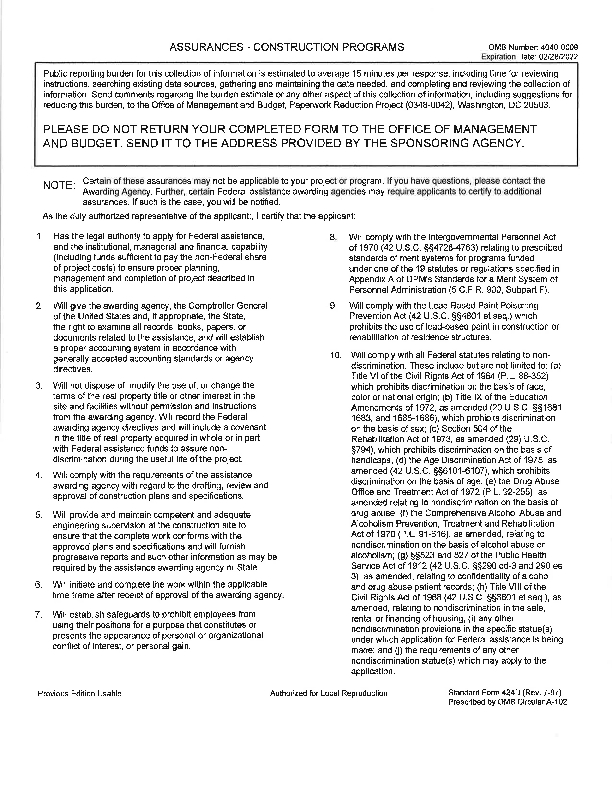 ASSURANCES - CONSTRUCTION PROGRAMS
OMB Number: 4040-0009
Expiration Date: 02/28/2022
Public reporting burden for this collection of information is estimated to average 15 minutes per response, including time for reviewing
instructions, searching existing data sources, gathering and maintaining the data needed, and completing and reviewing the collection of
information. Send comments regarding the burden estimate or any other aspect of this collection of information, including suggestions for
reducing this burden, to the Office of Management and Budget, Paperwork Reduction Project (0348-0042), Washington, DC 20503.
PLEASE DO NOT RETURN YOUR COMPLETED FORM TO THE OFFICE OF MANAGEMENT
AND BUDGET. SEND IT TO THE ADDRESS PROVIDED BY THE SPONSORING AGENCY.
NOTE: Certain of these assurances may not be applicable to your project or program. If you have questions, please contact the
Awarding Agency. Further, certain Federal assistance awarding agencies may require applicants to certify to additional
assurances. If such is the case, you will be notified.
As the duly authorized representative of the applicant:, I certify that the applicant:
1. Has the legal authority to apply for Federal assistance,
and the institutional, managerial and financial capability
(including funds sufficient to pay the non-Federal share
of project costs) to ensure proper planning,
management and completion of project described in
this application.
2. Will give the awarding agency, the Comptroller General
of the United States and, if appropriate, the State,
the right to examine all records, books, papers, or
documents related to the assistance; and will establish
a proper accounting system in accordance with
generally accepted accounting standards or agency
directives.
3. Will not dispose of, modify the use of, or change the
terms of the real property title or other interest in the
site and facilities without permission and instructions
from the awarding agency. Will record the Federal
awarding agency directives and will include a covenant
in the title of real property acquired in whole or in part
with Federal assistance funds to assure non-
discrimination during the useful life of the project.
4. Will comply with the requirements of the assistance
awarding agency with regard to the drafting, review and
approval of construction plans and specifications.
5. Will provide and maintain competent and adequate
engineering supervision at the construction site to
ensure that the complete work conforms with the
approved plans and specifications and will furnish
progressive reports and such other information as may be
required by the assistance awarding agency or State.
6. Will initiate and complete the work within the applicable
time frame after receipt of approval of the awarding agency.
7. Will establish safeguards to prohibit employees from
using their positions for a purpose that constitutes or
presents the appearance of personal or organizational
conflict of interest, or personal gain.
8. Will comply with the Intergovernmental Personnel Act
of 1970 (42 U.S.C. §§4728-4763) relating to prescribed
standards of merit systems for programs funded
under one of the 19 statutes or regulations specified in
Appendix A of OPM's Standards for a Merit System of
Personnel Administration (5 C.F.R. 900, Subpart F).
9. Will comply with the Lead-Based Paint Poisoning
Prevention Act (42 U.S.C. §§4801 et seq.) which
prohibits the use of lead-based paint in construction or
rehabilitation of residence structures.
10. Will comply with all Federal statutes relating to non-
discrimination. These include but are not limited to: (a)
Title VI of the Civil Rights Act of 1964 (P.L. 88-352)
which prohibits discrimination on the basis of race,
color or national origin; (b) Title IX of the Education
Amendments of 1972, as amended (20 U.S.C. §§1681
1683, and 1685-1686), which prohibits discrimination
on the basis of sex; (c) Section 504 of the
Rehabilitation Act of 1973, as amended (29) U.S.C.
§794), which prohibits discrimination on the basis of
handicaps; (d) the Age Discrimination Act of 1975, as
amended (42 U.S.C. §§6101-6107), which prohibits
discrimination on the basis of age; (e) the Drug Abuse
Office and Treatment Act of 1972 (P.L. 92-255), as
amended relating to nondiscrimination on the basis of
drug abuse; (f) the Comprehensive Alcohol Abuse and
Alcoholism Prevention, Treatment and Rehabilitation
Act of 1970 (P.L. 91-616), as amended, relating to
nondiscrimination on the basis of alcohol abuse or
alcoholism; (g) §§523 and 527 of the Public Health
Service Act of 1912 (42 U.S.C. §§290 dd-3 and 290 ee
3), as amended, relating to confidentiality of alcohol
and drug abuse patient records; (h) Title VIII of the
Civil Rights Act of 1968 (42 U.S.C. §§3601 et seq.), as
amended, relating to nondiscrimination in the sale,
rental or financing of housing; (i) any other
nondiscrimination provisions in the specific statue(s)
under which application for Federal assistance is being
made; and (j) the requirements of any other
nondiscrimination statue(s) which may apply to the
application.
Previous Edition Usable
Authorized for Local Reproduction
Standard Form 424D (Rev. 7-97)
Prescribed by OMB Circular A-102